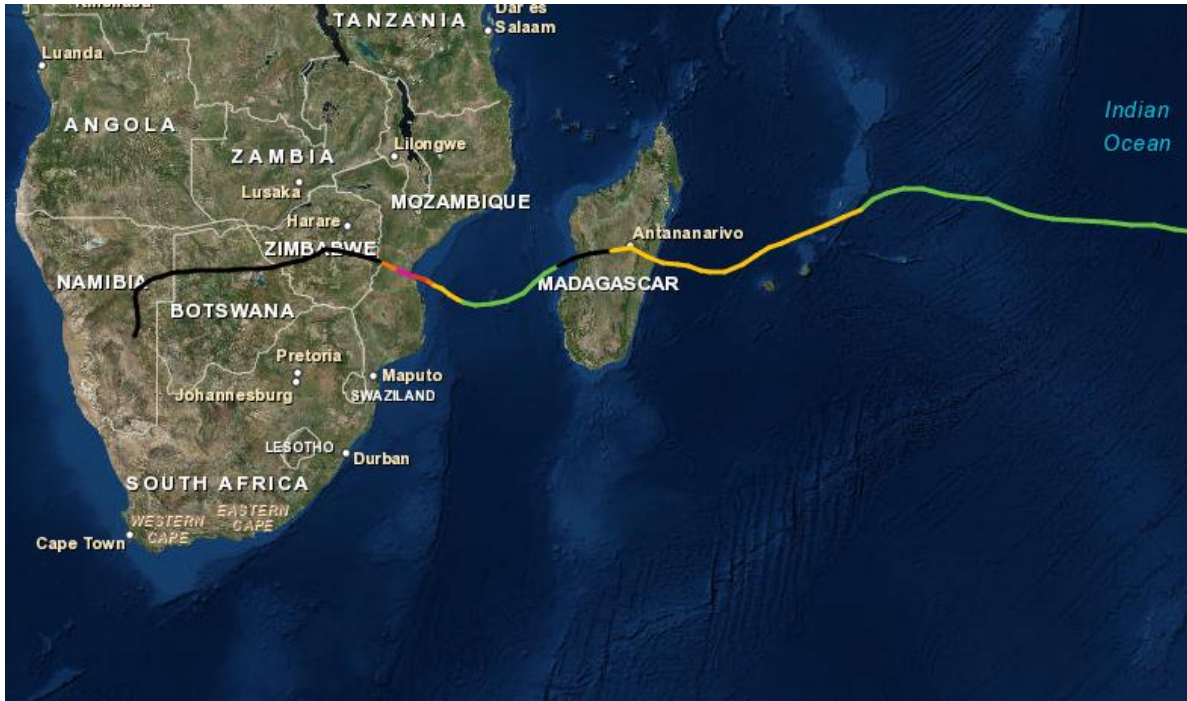 TANZANIA
Dar es
Salaam
Luanda
Indian
Ocean
ANGOLA
Lilongwe
ZAMBIA
Lusaka
MOZAMBIQUE
Harare
Antananarivo
ZIMBABWE
NAMIBIA
MADAGASCAR
BOTSWANA
Pretoria
Maputo
Johannesburg
SWAZILAND
LESOTHO
Durban
SOUTH AFRICA
WESTERN
CAPE
EASTERN
CAPE
Cape Town